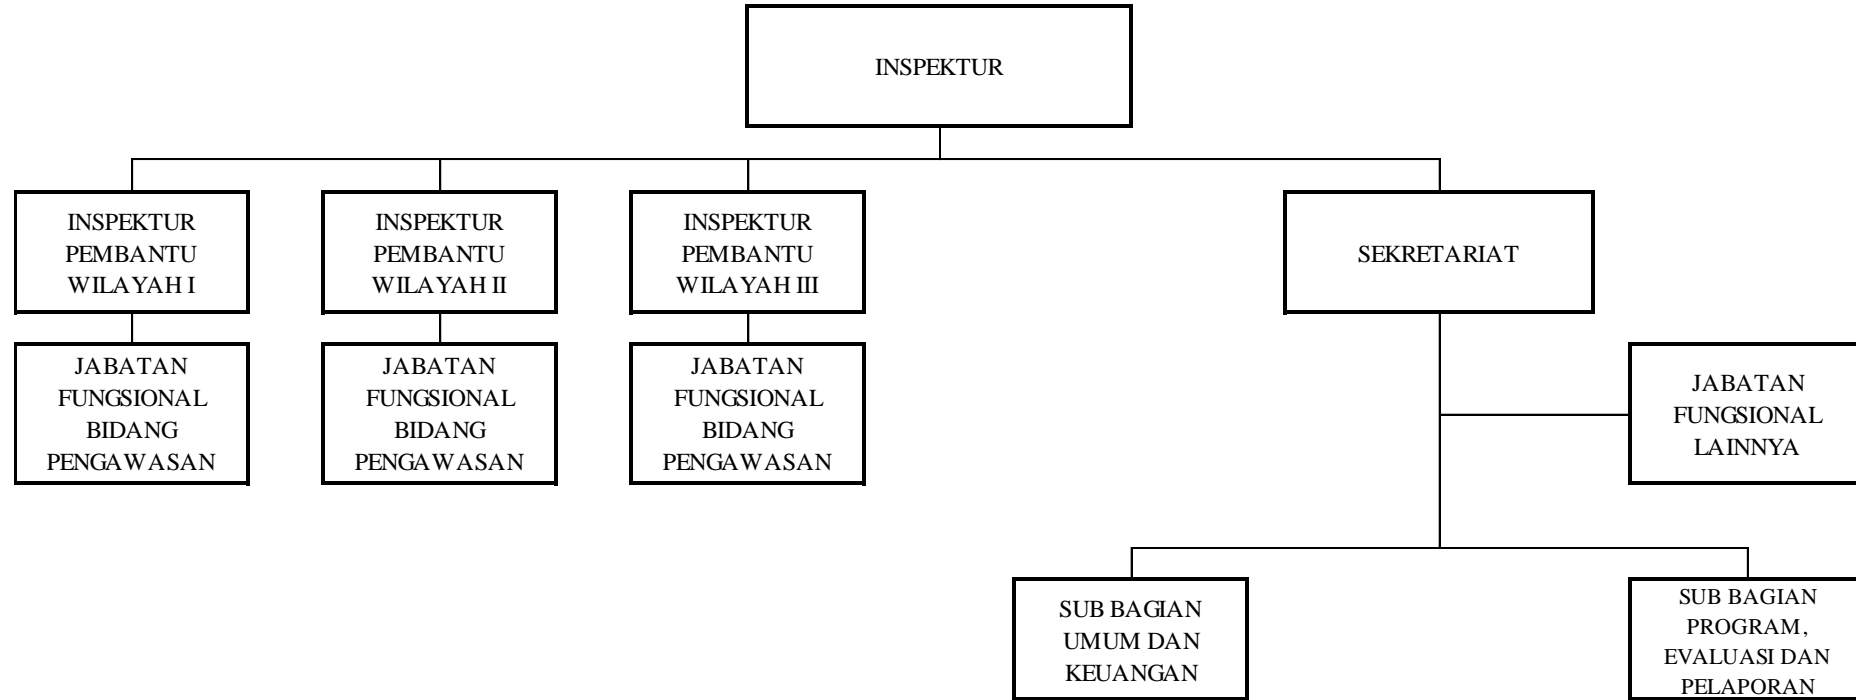 INSPEKTUR
INSPEKTUR
PEMBANTU
WILAYAH I
INSPEKTUR
PEMBANTU
WILAYAH II
INSPEKTUR
PEMBANTU
WILAYAH III
SEKRETARIAT
JABATAN
FUNGSIONAL
BIDANG
PENGAWASAN
JABATAN
FUNGSIONAL
BIDANG
PENGAWASAN
JABATAN
FUNGSIONAL
BIDANG
PENGAWASAN
JABATAN
FUNGSIONAL
LAINNYA
SUB BAGIAN
UMUM DAN
KEUANGAN
SUB BAGIAN
PROGRAM,
EVALUASI DAN
PELAPORAN